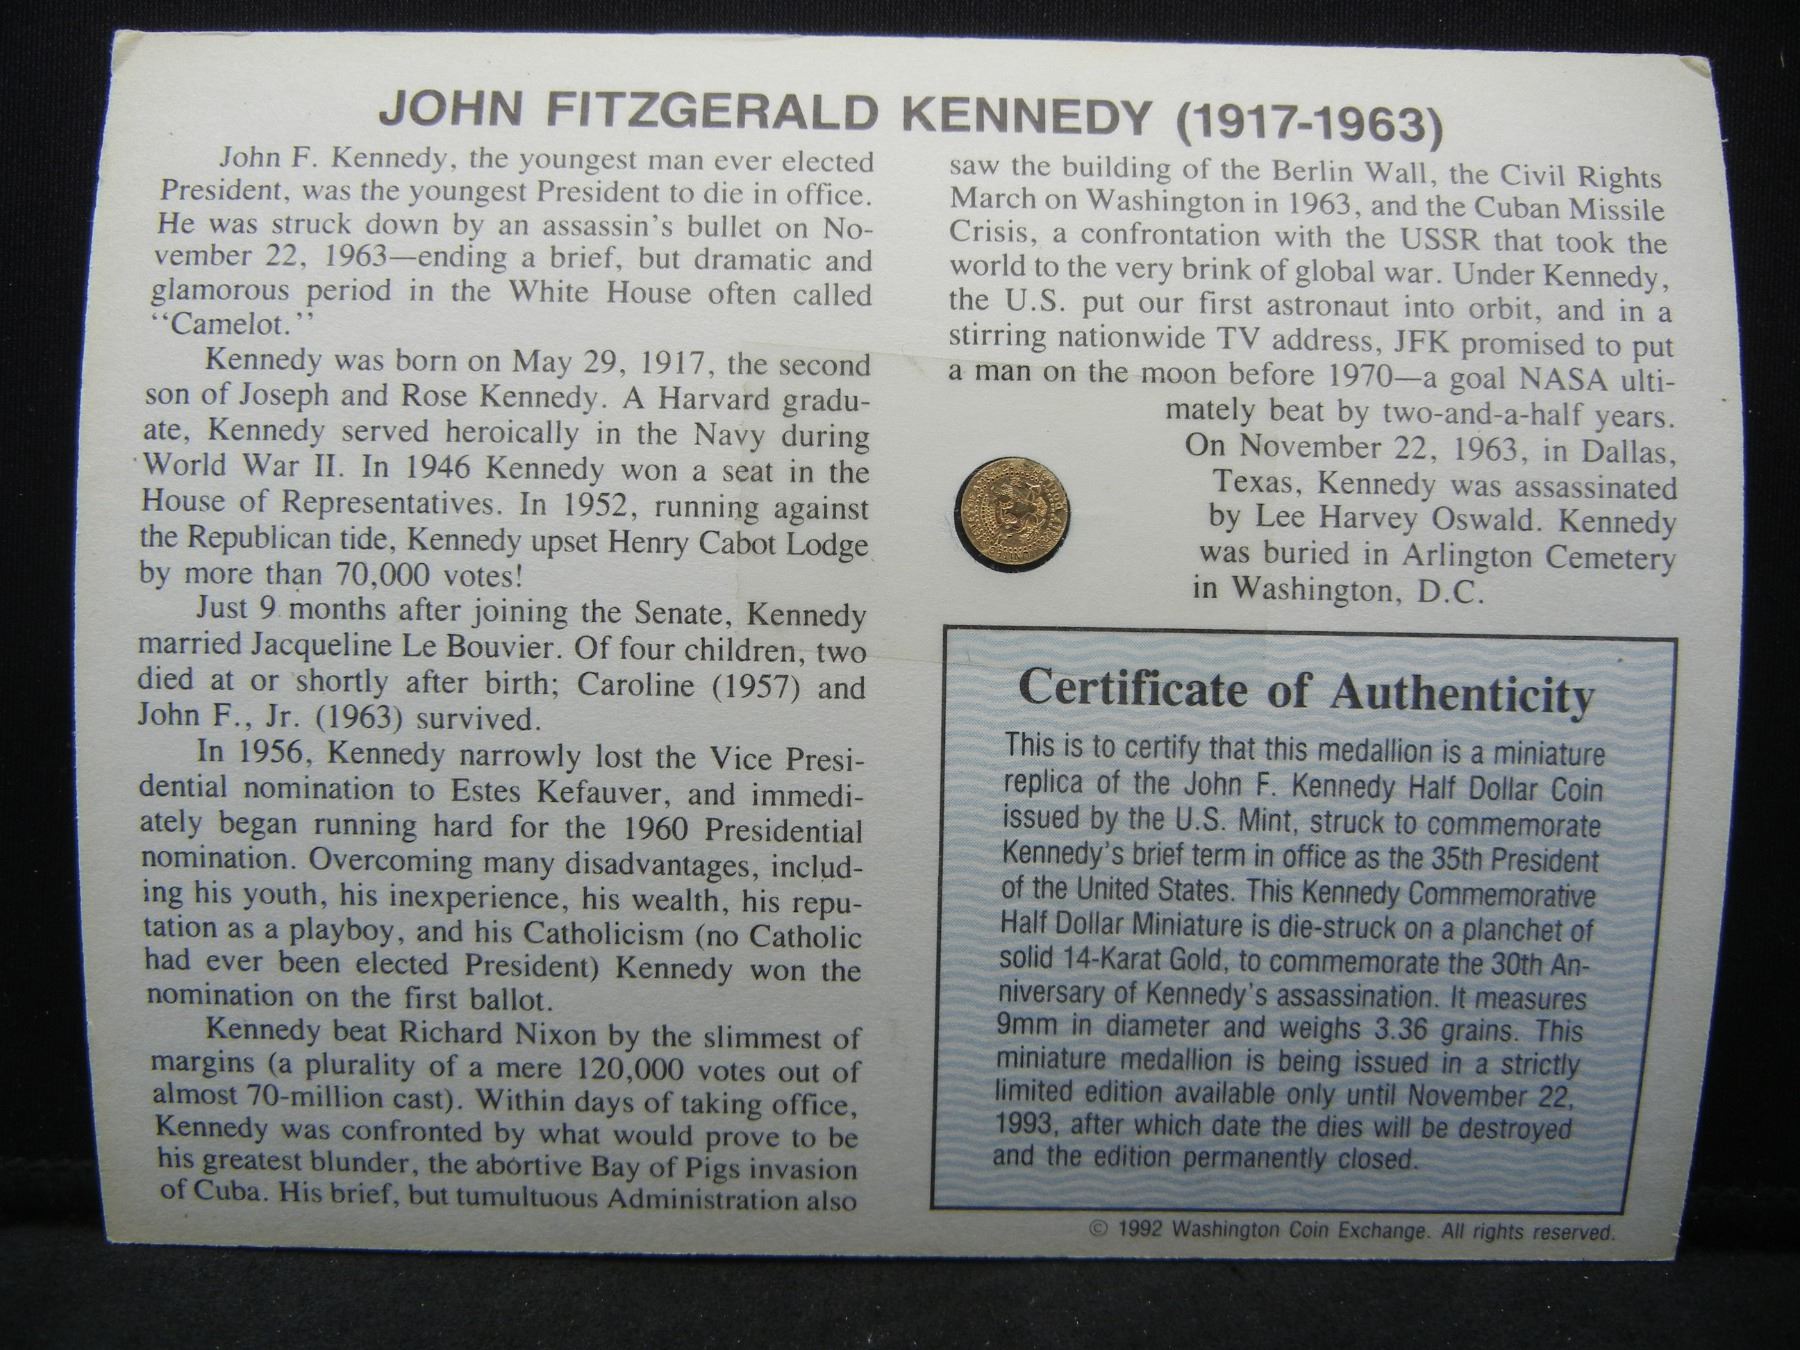 JOHN FITZGERALD KENNEDY (1917-1963)
John F. Kennedy, the youngest man ever elected
President, was the youngest President to die in office.
He was struck down by an assassin's bullet on No-
vember 22, 1963—ending a brief, but dramatic and
glamorous period in the White House often called
‘‘Camelot.’’
Kennedy was born on May 29, 1917, the second
son of Joseph and Rose Kennedy. A Harvard gradu-
ate, Kennedy served heroically in the Navy during
World War II. In 1946 Kennedy won a seat in the
House of Representatives. In 1952, running against
the Republican tide, Kennedy upset Henry Cabot Lodge
by more than 70,000 votes!
Just 9 months after joining the Senate, Kennedy
married Jacqueline Le Bouvier. Of four children, two
died at or shortly after birth; Caroline (1957) and
John F., Jr. (1963) survived.
In 1956, Kennedy narrowly lost the Vice Presi-
dential nomination to Estes Kefauver, and immedi-
ately began running hard for the 1960 Presidential
nomination. Overcoming many disadvantages, includ-
ing his youth, his inexperience, his wealth, his repu-
tation as a playboy, and his Catholicism (no Catholic
had ever been elected President) Kennedy won the
nomination on the first ballot.
Kennedy beat Richard Nixon by the slimmest of
margins (a plurality of a mere 120,000 votes out of
almost 70-million cast). Within days of taking office,
Kennedy was confronted by what would prove to be
his greatest blunder, the abortive Bay of Pigs invasion
of Cuba. His brief, but tumultuous Administration also
saw the building of the Berlin Wall, the Civil Rights
March on Washington in 1963, and the Cuban Missile
Crisis, a confrontation with the USSR that took the
world to the very brink of global war. Under Kennedy,
the U.S. put our first astronaut into orbit, and in a
stirring nationwide TV address, JFK promised to put
a man on the moon before 1970—a goal NASA ulti-
mately beat by two-and-a-half years.
On November 22, 1963, in Dallas,
Texas, Kennedy was assassinated
by Lee Harvey Oswald. Kennedy
was buried in Arlington Cemetery
in Washington, D.C.
Certificate of Authenticity
This is to certify that this medallion is a miniature
replica of the John F. Kennedy Half Dollar Coin
issued by the U.S. Mint, struck to commemorate
Kennedy's brief term in office as the 35th President
of the United States. This Kennedy Commemorative
Half Dollar Miniature is die-struck on a planchet of
solid 14-Karat Gold, to commemorate the 30th An-
niversary of Kennedy's assassination. It measures
9mm in diameter and weighs 3.36 grains. This
miniature medallion is being issued in a strictly
limited edition available only until November 22,
1993, after which date the dies will be destroyed
and the edition permanently closed.
© 1992 Washington Coin Exchange. All rights reserved.